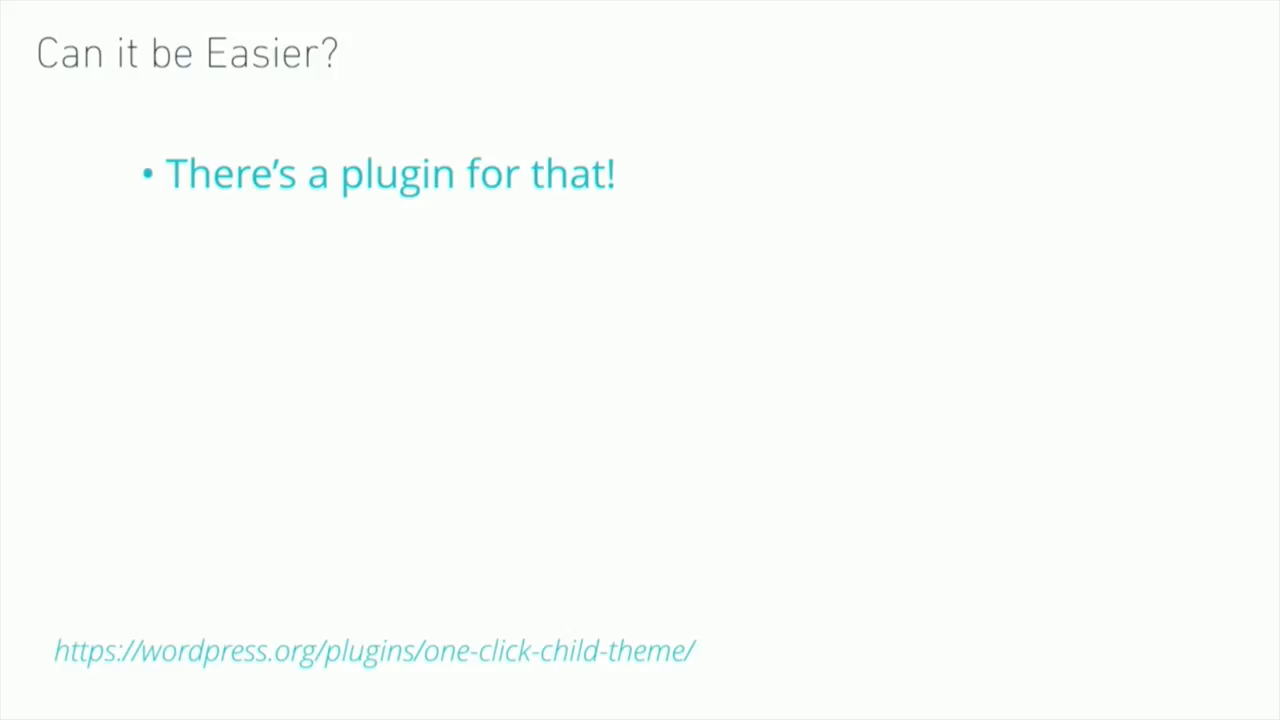 Can it be Easier?
• There’s a plugin for that!
https://wordpress.org/plugins/one-click-child-theme/